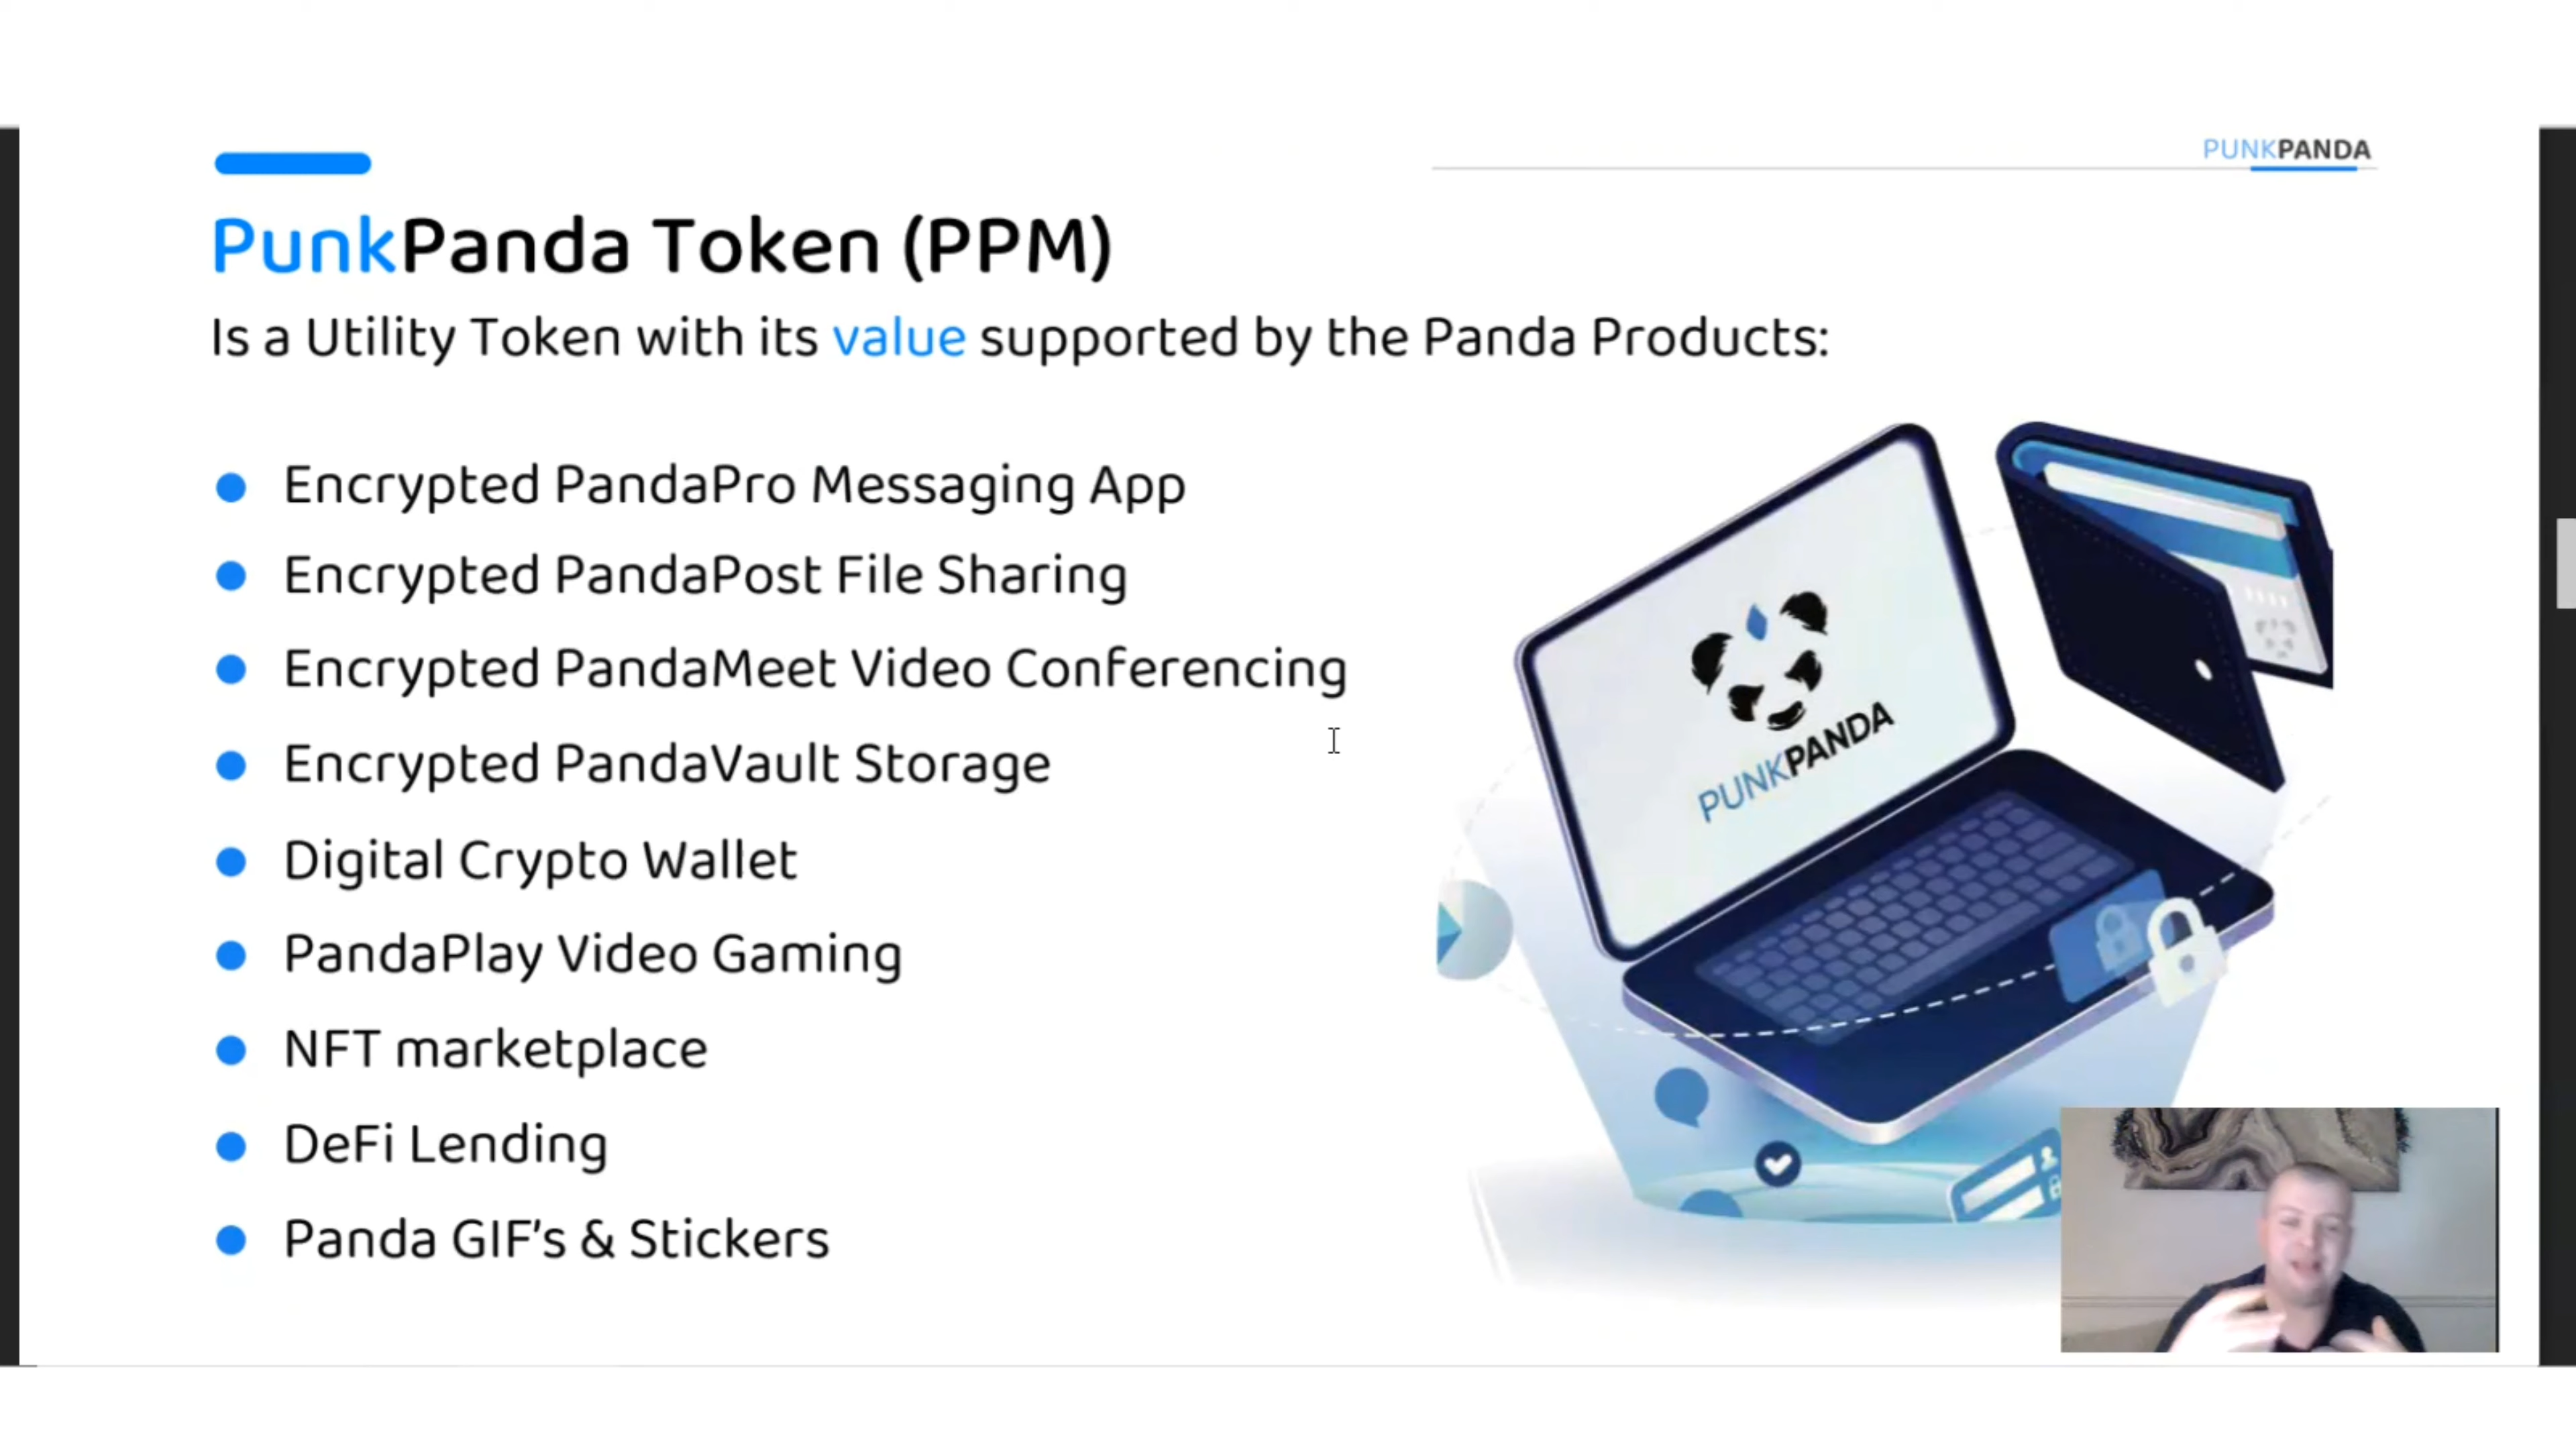 PUNKPANDA
PunkPanda Token (PPM)
Is a Utility Token with its value supported by the Panda Products:
Encrypted PandaPro Messaging App
Encrypted PandaPost File Sharing
Encrypted PandaMeet Video Conferencing
Encrypted PandaVault Storage
Digital Crypto Wallet
PandaPlay Video Gaming
NFT marketplace
DeFi Lending
Panda GIF's & Stickers
PUNKPANDA